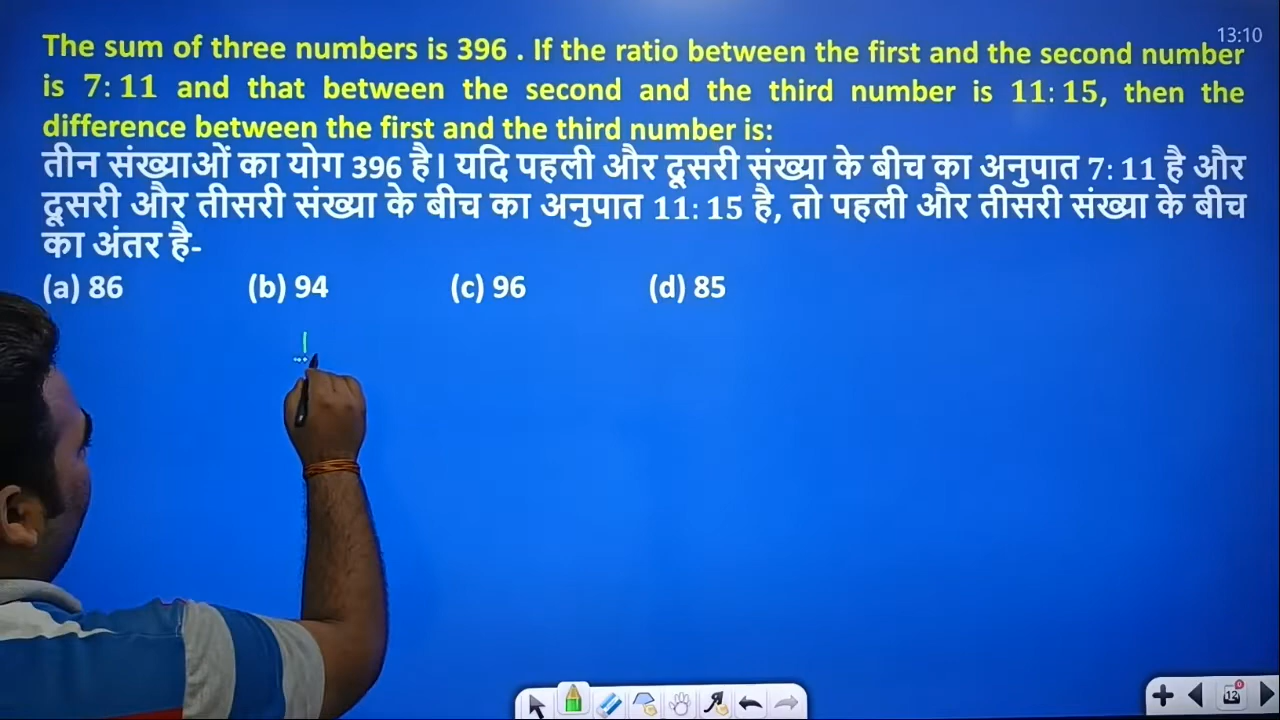 13:10
The sum of three numbers is 396 . If the ratio between the first and the second number
is 7: 11 and that between the second and the third number is 11: 15, then the
difference between the first and the third number is:
तीन संख्याओं का योग 396 है। यदि पहली और दूसरी संख्या के बीच का अनुपात 7: 11 है और
दूसरी और तीसरी संख्या के बीच का अनुपात 11: 15 है, तो पहली और तीसरी संख्या के बीच
का अंतर है-
(a) 86 (b) 94 (c) 96 (d) 85
12